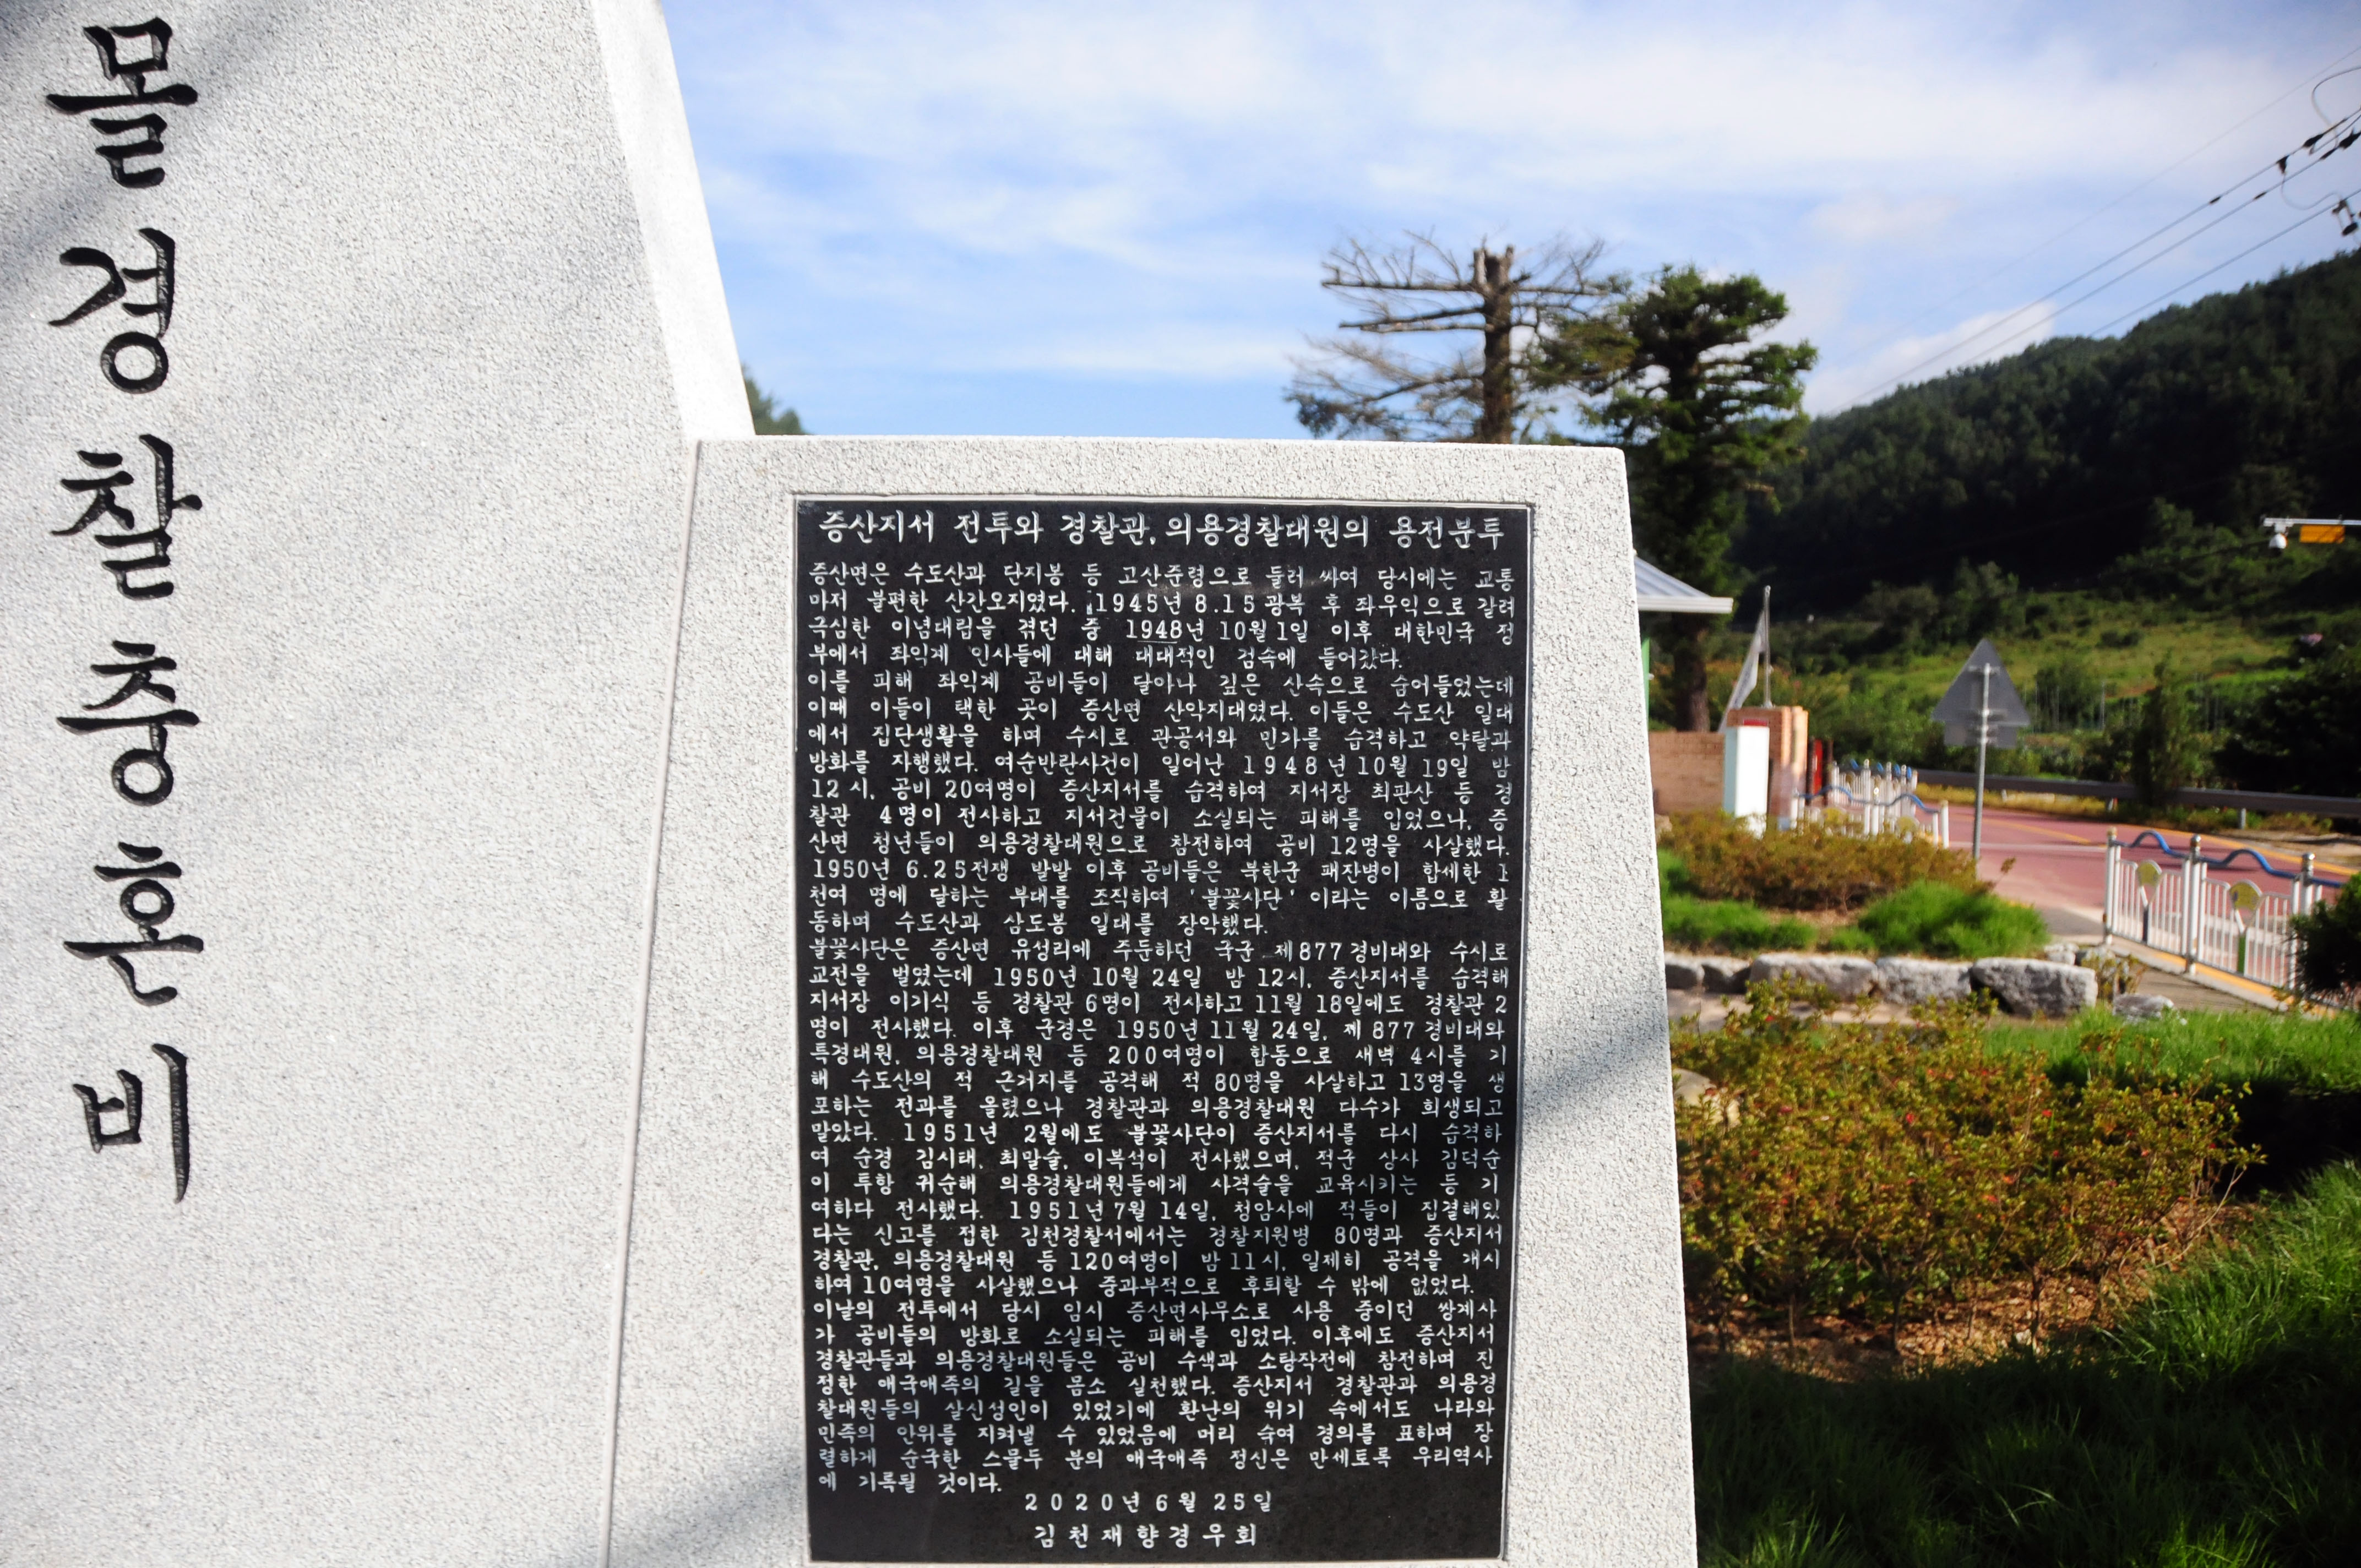 몰경찰충혼비
증산지서 전투와 경찰관, 의용경찰대원의 용전분투
증산면은 수도산과 단지봉 등 고산준령으로 둘러 싸여 당시에는 교통
마저 불편한 산간오지였다. 1945년 8.15 광복 후 좌우익으로 갈려
극심한 이념대립을 겪던 중 1948년 10월 1일 이후 대한민국 정
부에서 좌익계 인사들에 대해 대대적인 검속에 들어갔다.
이를 피해 좌익계 공비들이 달아나 깊은 산속으로 숨어들었는데
이때 이들이 택한 곳이 증산면 산악지대였다. 이들은 수도산 일대
에서 집단생활을 하며 수시로 관공서와 민가를 습격하고 약탈과
방화를 자행했다. 여순반란사건이 일어난 1948년 10월 19일 밤
12시, 공비 20여명이 증산지서를 습격하여 지서장 최판산 등 경
찰관 4명이 전사하고 지서건물이 소실되는 피해를 입었으나, 증
산면 청년들이 의용경찰대원으로 참전하여 공비 12명을 사살했다.
1950년 6.25전쟁 발발 이후 공비들은 북한군 패잔병이 합세한 1
천여 명에 달하는 부대를 조직하여 '불꽃사단' 이라는 이름으로 활
동하며 수도산과 삼도봉 일대를 장악했다.
불꽃사단은 증산면 유성리에 주둔하던 국군 제877경비대와 수시로
교전을 벌였는데 1950년 10월 24일 밤 12시, 증산지서를 습격해
지서장 이기식 등 경찰관 6명이 전사하고 11월 18일에도 경찰관 2
명이 전사했다. 이후 군경은 1950년 11월 24일, 제877경비대와
특경대원, 의용경찰대원 등 200여명이 합동으로 새벽 4시를 기
해 수도산의 적 근거지를 공격해 적 80명을 사살하고 13명을 생
포하는 전과를 올렸으나 경찰관과 의용경찰대원 다수가 희생되고
말았다. 1951년 2월에도 불꽃사단이 증산지서를 다시 습격하
여 순경 김시태, 최말술, 이복석이 전사했으며, 적군 상사 김덕순
이 투항 귀순해 의용경찰대원들에게 사격술을 교육시키는 등 기
여하다 전사했다. 1951년 7월 14일, 청암사에 적들이 집결해있
다는 신고를 접한 김천경찰서에서는 경찰지원병 80명과 증산지서
경찰관, 의용경찰대원 등 120여명이 밤 11시, 일제히 공격을 개시
하여 10여명을 사살했으나 중과부적으로 후퇴할 수 밖에 없었다.
이날의 전투에서 당시 임시 증산면사무소로 사용 중이던 쌍계사
가 공비들의 방화로 소실되는 피해를 입었다. 이후에도 증산지서
경찰관들과 의용경찰대원들은 공비 수색과 소탕작전에 참전하며 진
정한 애국애족의 길을 몸소 실천했다. 증산지서 경찰관과 의용경
찰대원들의 살신성인이 있었기에 환난의 위기 속에서도 나라와
민족의 안위를 지켜낼 수 있었음에 머리 숙여 경의를 표하며 장
렬하게 순국한 스물두 분의 애국애족 정신은 만세토록 우리역사
에 기록될 것이다.
2020년 6월 25일
김천재향경우회